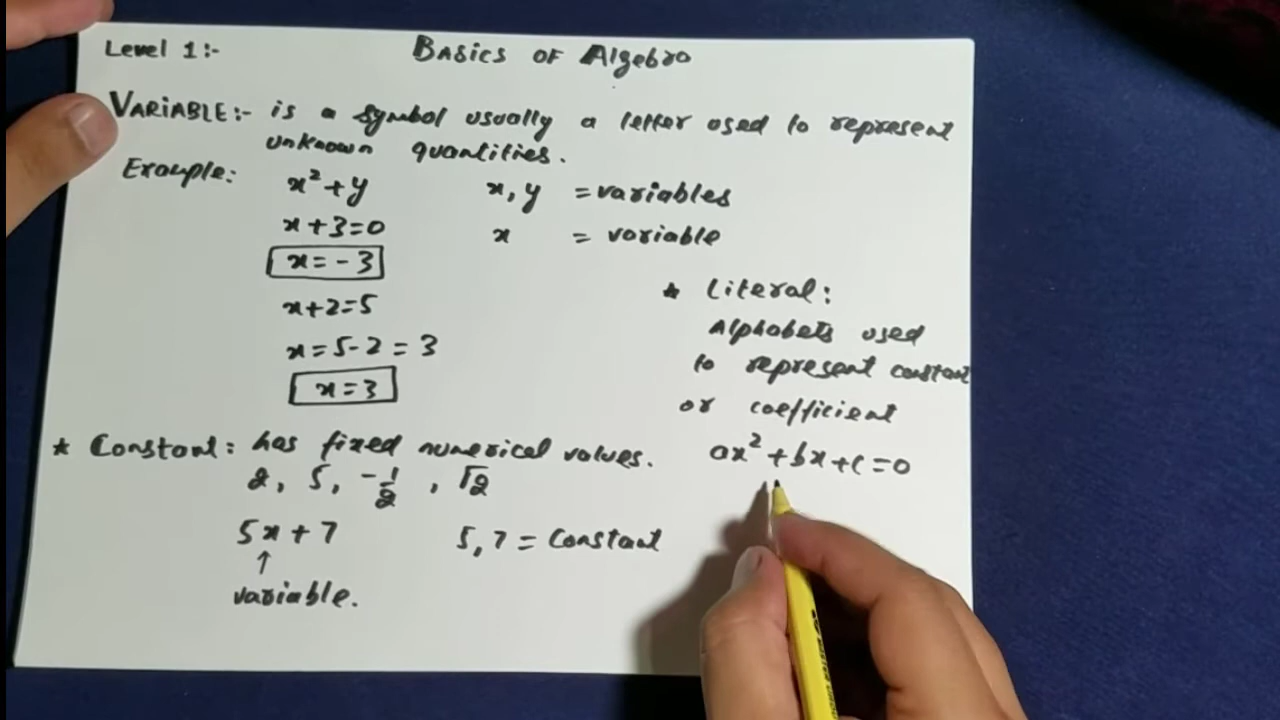 Level 1:- Basics of Algebra
VARiABLE:- is a symbol usually a letter used to represent
unknown quantities.
Example: x² + y x, y = variables
x + 3 = 0 x = variable
x = - 3
x + 2 = 5
x = 5 - 2 = 3
x = 3
* Literal:
Alphabets used
to represent constant
or coefficient
ax² + bx + c = 0
* Constant: has fixed numerical values.
2, 5, -1/2, √2
5x + 7 5, 7 = Constant
↑
variable.